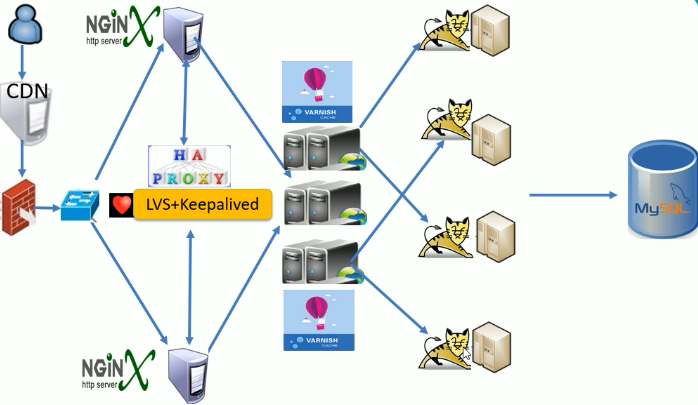 NGiNX
http server
CDN
VARNISH
CACHE
HA
PROXY
LVS+Keepalived
MySQL
VARNISH
CACHE
NGiNX
http server